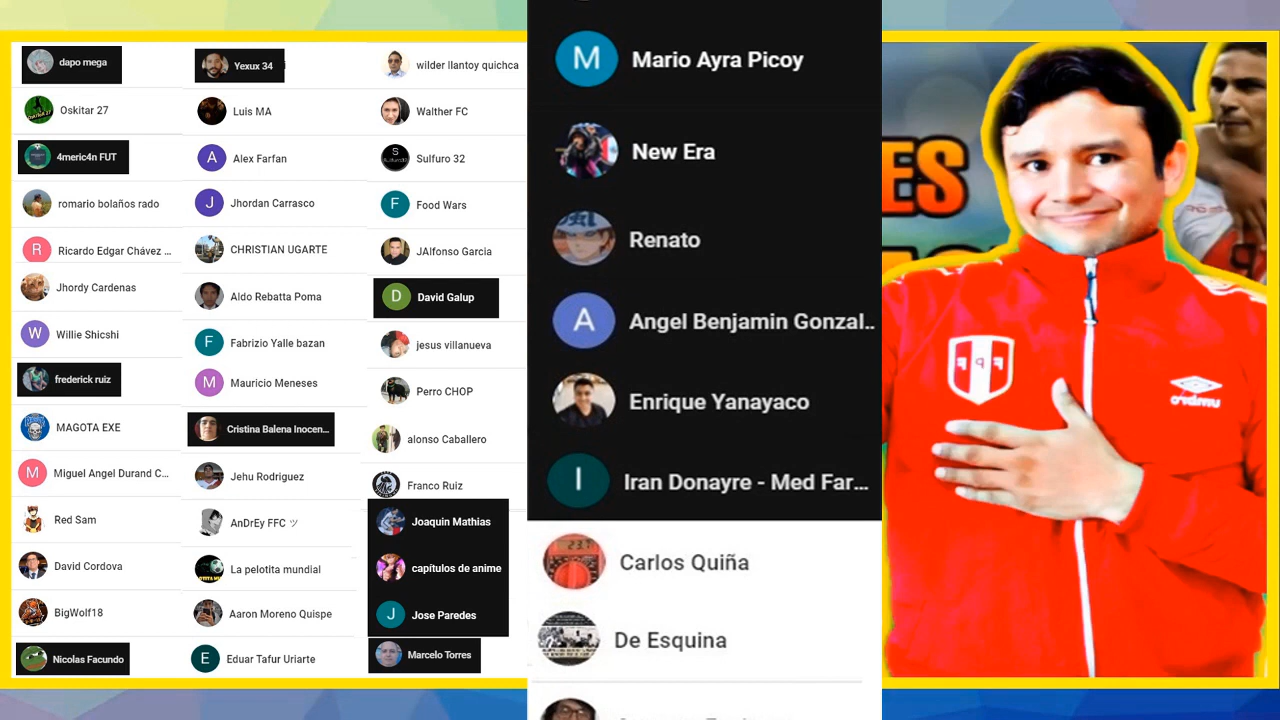 dapo mega
Oskitar 27
4meric4n FUT
romario bolaños rado
Ricardo Edgar Chávez ...
Jhordy Cardenas
Willie Shicshi
frederick ruiz
MAGOTA EXE
Miguel Angel Durand C...
Red Sam
David Cordova
BigWolf18
Nicolas Facundo
Yexux 34
Luis MA
Alex Farfan
Jhordan Carrasco
CHRISTIAN UGARTE
Aldo Rebatta Poma
Fabrizio Yalle bazan
Mauricio Meneses
Cristina Balena Inocen...
Jehu Rodriguez
AnDrEy FFC ツ
La pelotita mundial
Aaron Moreno Quispe
Eduar Tafur Uriarte
wilder llantoy quichca
Walther FC
Sulfuro 32
Food Wars
JAlfonso Garcia
David Galup
jesus villanueva
Perro CHOP
alonso Caballero
Franco Ruiz
Joaquin Mathias
capítulos de anime
Jose Paredes
Marcelo Torres
M Mario Ayra Picoy
New Era
Renato
A Angel Benjamin Gonzal..
Enrique Yanayaco
I Iran Donayre - Med Far...
Carlos Quiña
De Esquina
ES